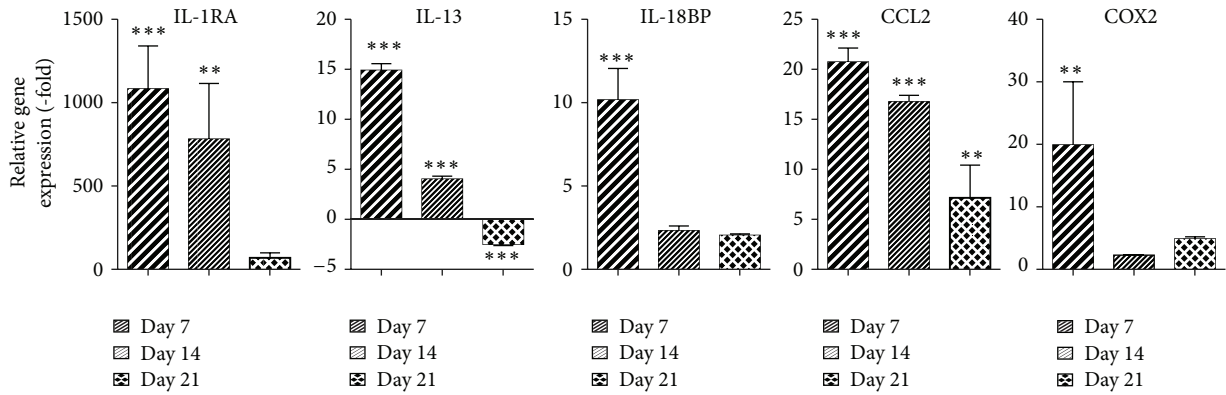 IL-1RA
Relative gene
expression (-fold)
1500
1000
500
0
***
**
Day 7
Day 14
Day 21
IL-13
20
15
10
5
0
−5
***
***
***
Day 7
Day 14
Day 21
IL-18BP
15
10
5
0
***
Day 7
Day 14
Day 21
CCL2
25
20
15
10
5
0
***
***
**
Day 7
Day 14
Day 21
COX2
40
30
20
10
0
**
Day 7
Day 14
Day 21